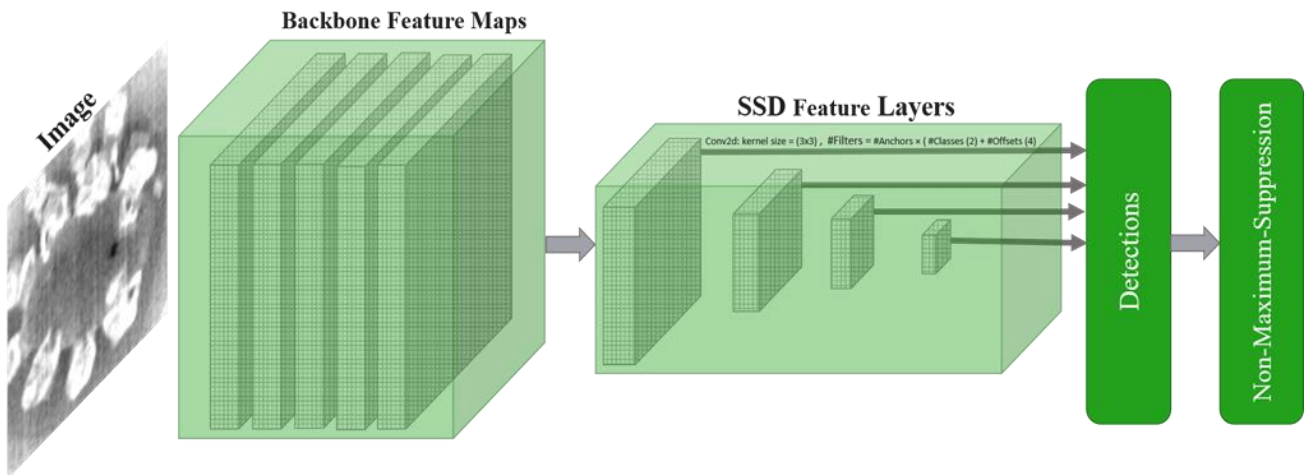 Backbone Feature Maps
Image
SSD Feature Layers
Conv2d: kernel size = (3x3) , #Filters = #Anchors × ( #Classes (2) + #Offsets (4)
Detections
Non-Maximum-Suppression